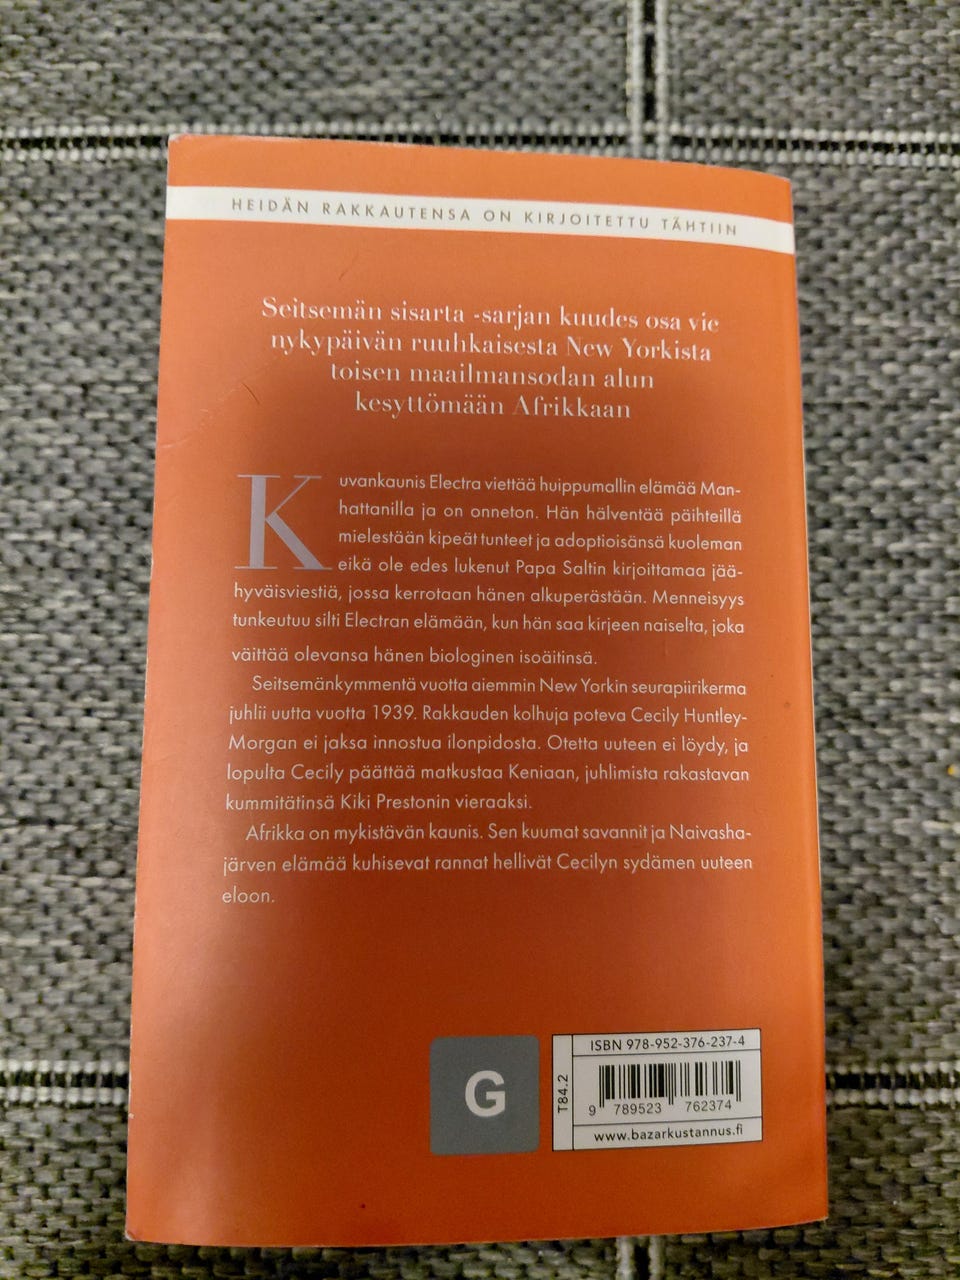 HEIDÄN RAKKAUTENSA ON KIRJOITETTU TÄHTIIN
Seitsemän sisarta -sarjan kuudes osa vie
nykypäivän ruuhkaisesta New Yorkista
toisen maailmansodan alun
kesyttömään Afrikkaan
Kuvankaunis Electra viettää huippumallin elämää Man-
hattanilla ja on onneton. Hän hälventää päihteillä
mielestään kipeät tunteet ja adoptioisänsä kuoleman
eikä ole edes lukenut Papa Saltin kirjoittamaa jää-
hyväisviestiä, jossa kerrotaan hänen alkuperästään. Menneisyys
tunkeutuu silti Electran elämään, kun hän saa kirjeen naiselta, joka
väittää olevansa hänen biologinen isoäitinsä.
Seitsemänkymmentä vuotta aiemmin New Yorkin seurapiirikerma
juhlii uutta vuotta 1939. Rakkauden kolhuja poteva Cecily Huntley-
Morgan ei jaksa innostua ilonpidosta. Otetta uuteen ei löydy, ja
lopulta Cecily päättää matkustaa Keniaan, juhlimista rakastavan
kummitätinsä Kiki Prestonin vieraaksi.
Afrikka on mykistävän kaunis. Sen kuumat savannit ja Naivasha-
järven elämää kuhisevat rannat hellivät Cecilyn sydämen uuteen
eloon.
G
T84.2
ISBN 978-952-376-237-4
9 789523 762374
www.bazarkustannus.fi